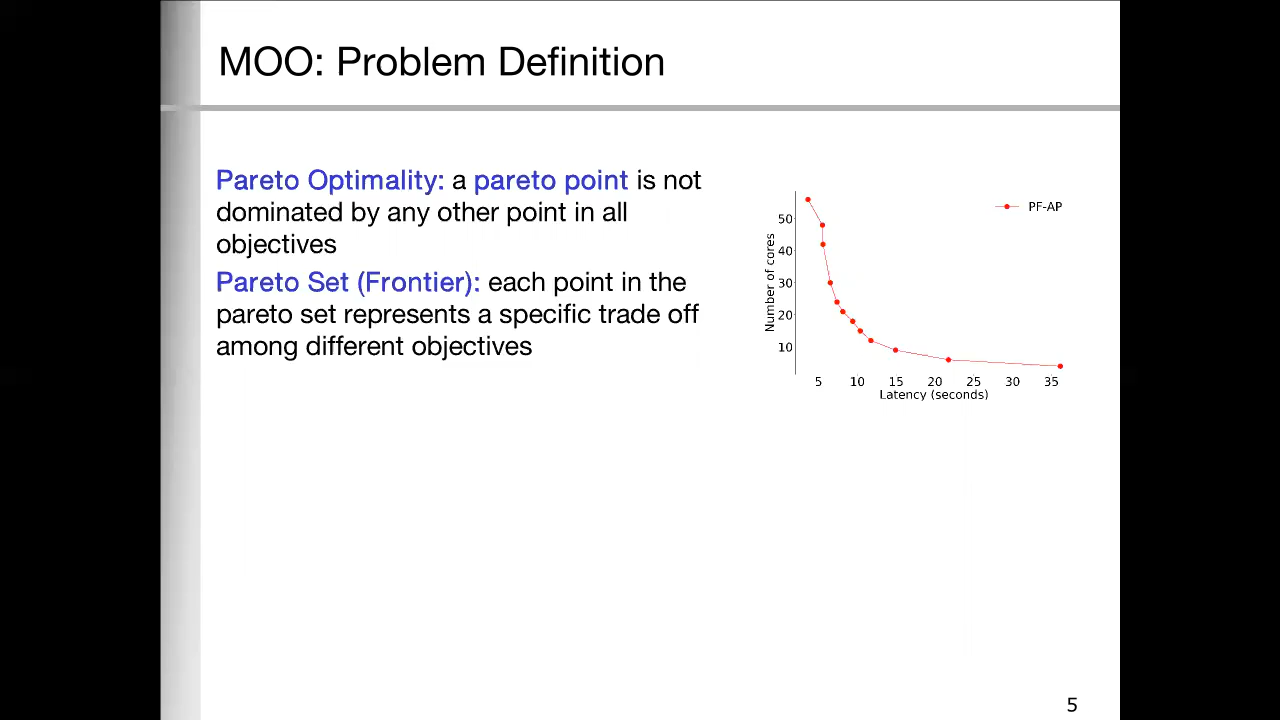 MOO: Problem Definition
Pareto Optimality: a pareto point is not
dominated by any other point in all
objectives
Pareto Set (Frontier): each point in the
pareto set represents a specific trade off
among different objectives
PF-AP
Number of cores
50
40
30
20
10
5 10 15 20 25 30 35
Latency (seconds)
5